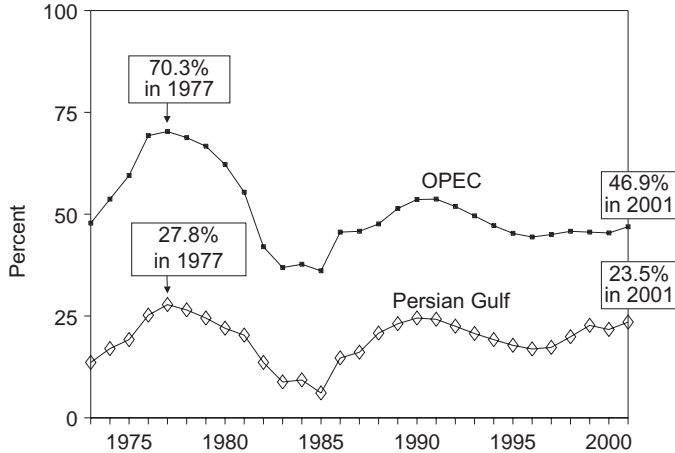 100
75
50
25
0
Percent
70.3%
in 1977
27.8%
in 1977
OPEC
46.9%
in 2001
Persian Gulf
23.5%
in 2001
1975 1980 1985 1990 1995 2000